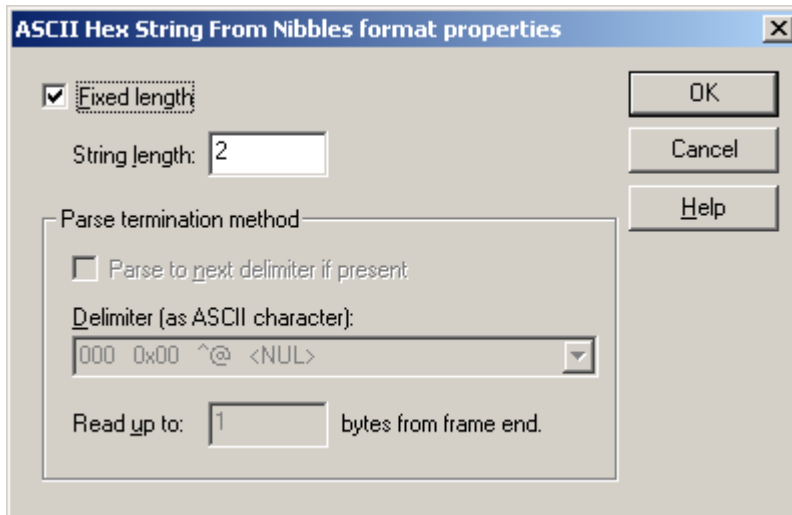 ASCII Hex String From Nibbles format properties
Fixed length
OK
String length: 2
Cancel
Help
Parse termination method
Parse to next delimiter if present
Delimiter (as ASCII character):
000 0x00 ^@ <NUL>
Read up to: 1 bytes from frame end.